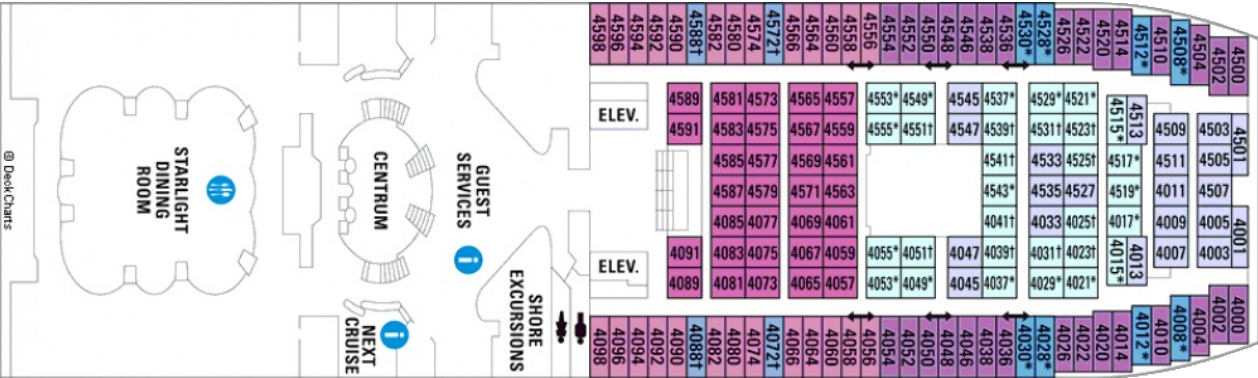 © Deck Charts
STARLIGHT
DINING
ROOM
CENTRUM
GUEST
SERVICES
i
SHORE
EXCURSIONS
NEXT
CRUISE
i
ELEV.
ELEV.
4598 4596 4594 4592 4590 4588† 4582 4580 4574 4572† 4566 4564 4560 4558 4556 4554 4552 4550 4548 4546 4538 4536 4530* 4528* 4526 4522 4520 4514 4512* 4510 4508* 4504 4502 4500
4589 4581 4573 4565 4557 4553* 4549* 4545 4537* 4529* 4521* 4515* 4513 4509 4503 4501
4591 4583 4575 4567 4559 4555* 4551† 4547 4539† 4531† 4523†
4585 4577 4569 4561 4541† 4533 4525† 4517* 4511 4505
4587 4579 4571 4563 4543* 4535 4527 4519* 4011 4507
4085 4077 4069 4061 4041† 4033 4025† 4017* 4009 4005
4091 4083 4075 4067 4059 4055* 4051† 4047 4039† 4031† 4023† 4015* 4013 4007 4003 4001
4089 4081 4073 4065 4057 4053* 4049* 4045 4037* 4029* 4021*
4098 4096 4094 4092 4090 4088† 4082 4080 4074 4072† 4066 4064 4060 4058 4056 4054 4052 4050 4048 4046 4038 4036 4030* 4028* 4026 4022 4020 4014 4012* 4010 4008* 4004 4002 4000